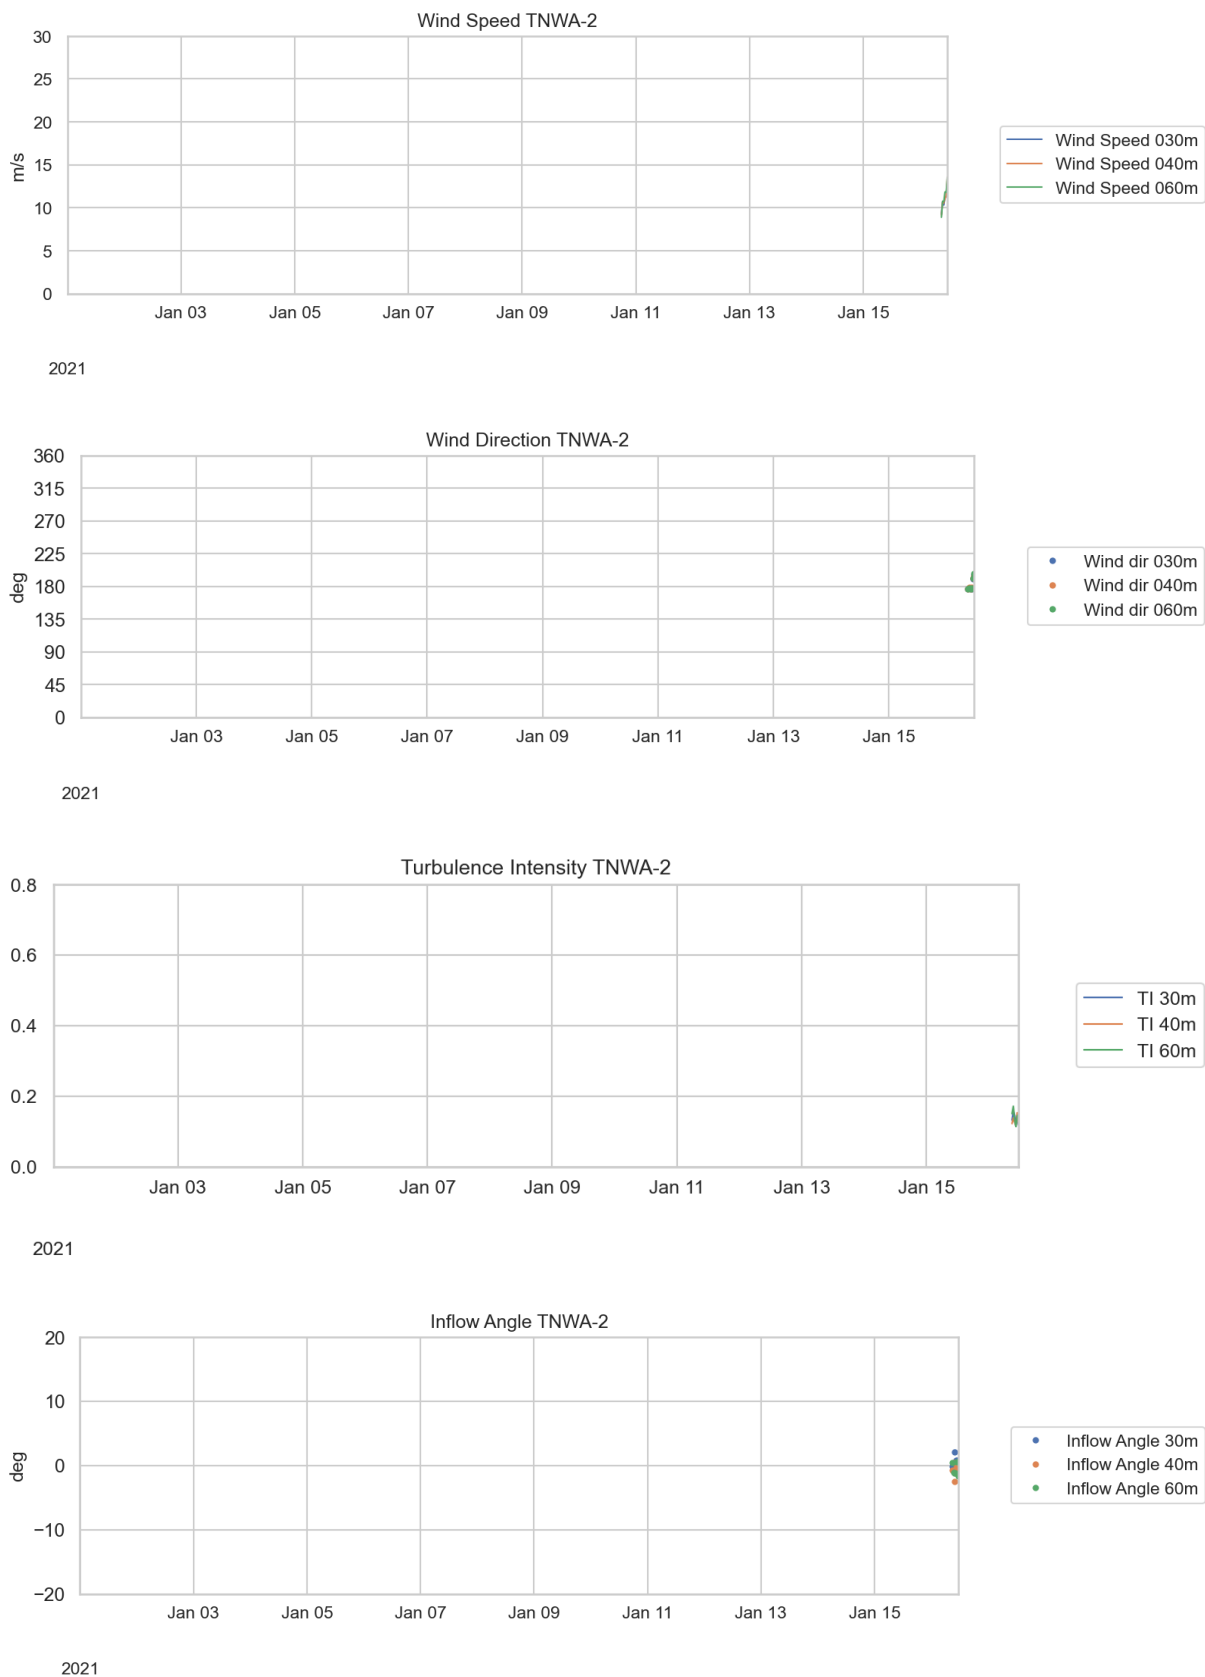 Wind Speed TNWA-2
30
25
20
15
10
5
0
m/s
Jan 03 Jan 05 Jan 07 Jan 09 Jan 11 Jan 13 Jan 15
2021
Wind Speed 030m
Wind Speed 040m
Wind Speed 060m
Wind Direction TNWA-2
360
315
270
225
180
135
90
45
0
deg
Jan 03 Jan 05 Jan 07 Jan 09 Jan 11 Jan 13 Jan 15
2021
Wind dir 030m
Wind dir 040m
Wind dir 060m
Turbulence Intensity TNWA-2
0.8
0.6
0.4
0.2
0.0
Jan 03 Jan 05 Jan 07 Jan 09 Jan 11 Jan 13 Jan 15
2021
TI 30m
TI 40m
TI 60m
Inflow Angle TNWA-2
20
10
0
−10
−20
deg
Jan 03 Jan 05 Jan 07 Jan 09 Jan 11 Jan 13 Jan 15
2021
Inflow Angle 30m
Inflow Angle 40m
Inflow Angle 60m